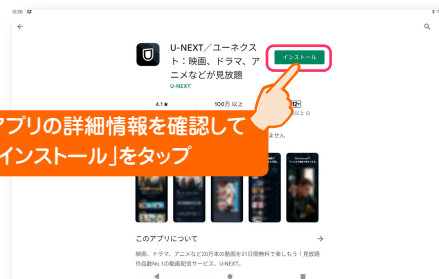 U-NEXT／ユーネクス
ト：映画、ドラマ、ア
ニメなどが見放題
U-NEXT
インストール
4.1★
100万 以上
12+
アプリの詳細情報を確認して
インストール」をタップ
ません
このアプリについて
映画、ドラマ、アニメなど20万本の動画を31日間無料で楽しもう！見放題
作品数No.1の動画配信サービス、U-NEXT。